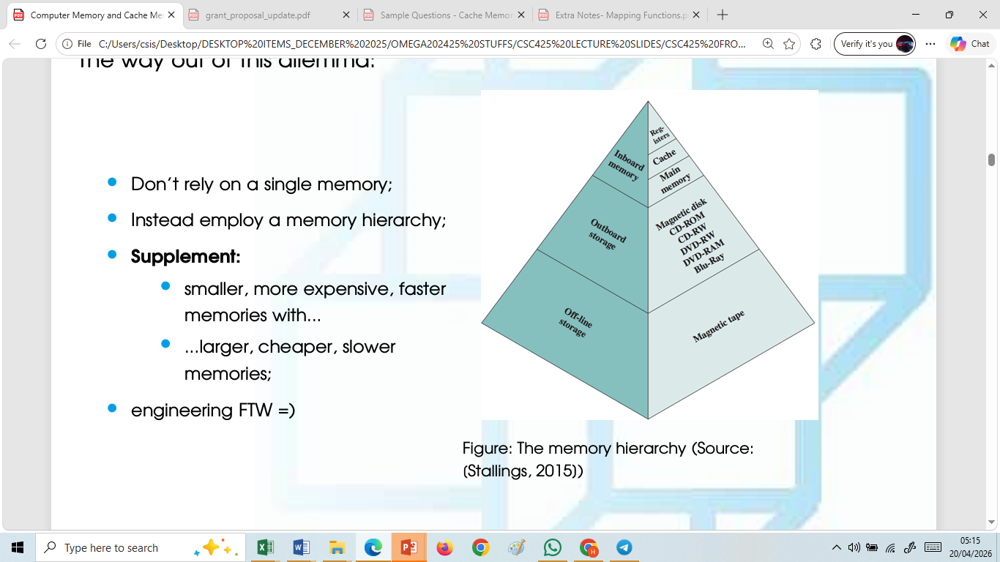 Computer Memory and Cache Me
grant_proposal_update.pdf
Sample Questions - Cache Memor
Extra Notes- Mapping Functions.p
File
C:/Users/csis/Desktop/DESKTOP%20ITEMS_DECEMBER%202025/OMEGA202425%20STUFFS/CSC425%20LECTURE%20SLIDES/CSC425%20FRO...
Verify it's you
Chat
The way out of this dilemma:
Don't rely on a single memory;
Instead employ a memory hierarchy;
Supplement:
smaller, more expensive, faster
memories with...
...larger, cheaper, slower
memories;
engineering FTW =)
Inboard
memory
Outboard
storage
Off-line
storage
Reg-
isters
Cache
Main
memory
Magnetic disk
CD-ROM
CD-RW
DVD-RW
DVD-RAM
Blu-Ray
Magnetic tape
Figure: The memory hierarchy (Source:
(Stallings, 2015))
Type here to search
05:15
20/04/2026